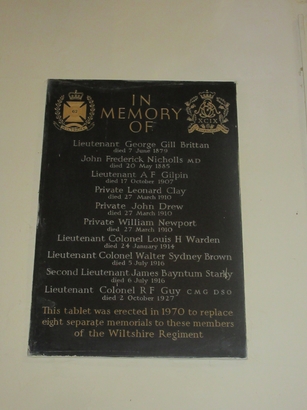 IN
MEMORY
OF
XCIX
Lieutenant George Gill Brittan
died 7 June 1879
John Frederick Nicholls MD
died 20 May 1885
Lieutenant A F Gilpin
died 17 October 1907
Private Leonard Clay
died 27 March 1910
Private John Drew
died 27 March 1910
Private William Newport
died 27 March 1910
Lieutenant Colonel Louis H Warden
died 24 January 1914
Lieutenant Colonel Walter Sydney Brown
died 5 July 1916
Second Lieutenant James Bayntum Starky
died 6 July 1916
Lieutenant Colonel R F Guy CMG DSO
died 2 October 1927
This tablet was erected in 1970 to replace
eight separate memorials to these members
of the Wiltshire Regiment